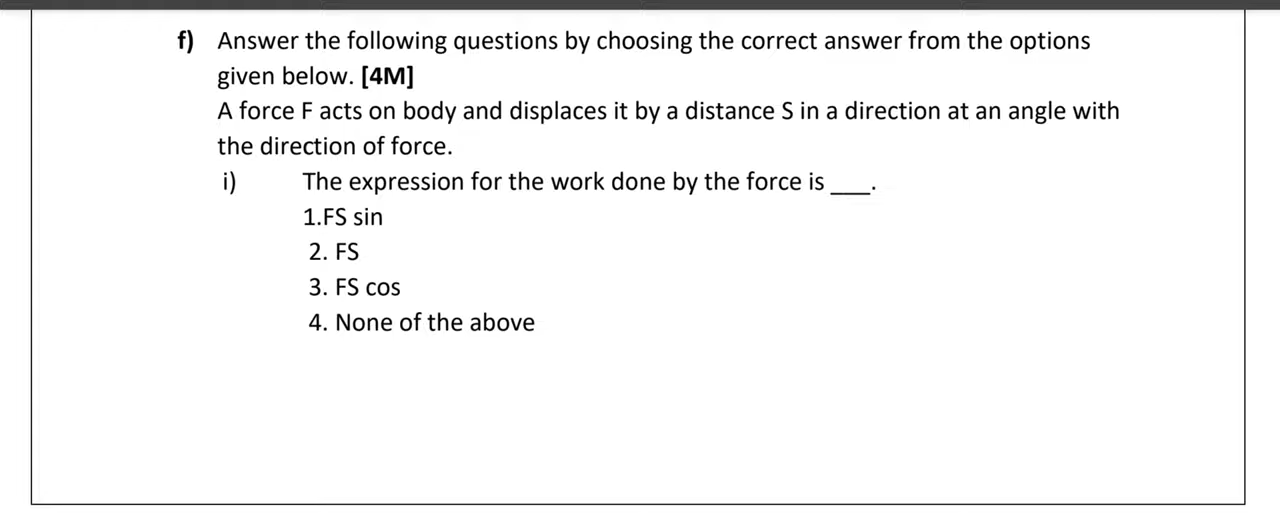 f) Answer the following questions by choosing the correct answer from the options
given below. [4M]
A force F acts on body and displaces it by a distance S in a direction at an angle with
the direction of force.
i) The expression for the work done by the force is ___.
1.FS sin
2. FS
3. FS cos
4. None of the above